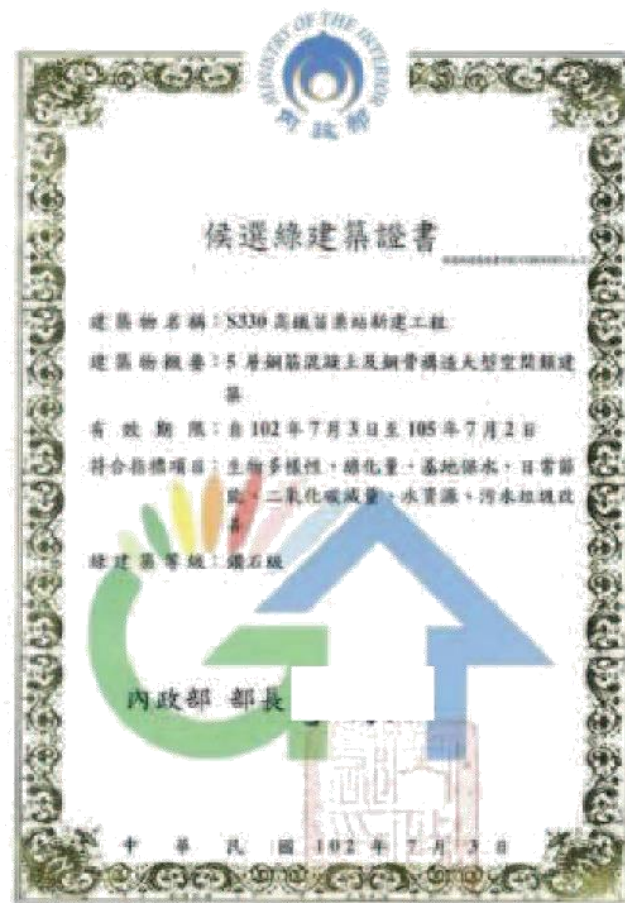 MINISTRY OF THE INTERIOR
內政部
候選綠建築證書
建築物名稱：S330高鐵苗栗站新建工程
建築物概要：5層鋼筋混凝土及鋼骨構造大型空間類建
築
有效期限：自102年7月3日至105年7月2日
符合指標項目：生物多樣性、綠化量、基地保水、日常節
能、二氧化碳減量、水資源、污水垃圾改
善
綠建築等級：鑽石級
內政部 部長
中華民國102年7月3日